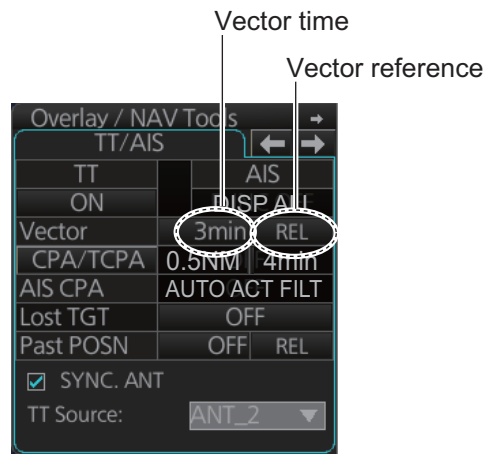 Vector time
Vector reference
Overlay / NAV Tools
TT/AIS
TT AIS
ON DISP ALL
Vector 3min REL
CPA/TCPA 0.5NM 4min
AIS CPA AUTO ACT FILT
Lost TGT OFF
Past POSN OFF REL
SYNC. ANT
TT Source: ANT_2